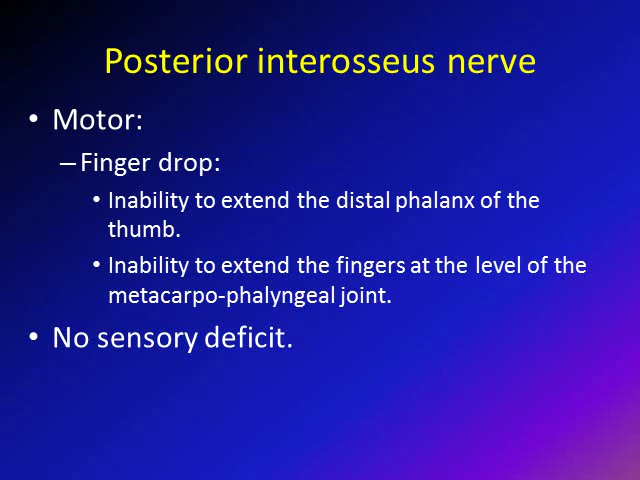 Posterior interosseus nerve
• Motor:
– Finger drop:
• Inability to extend the distal phalanx of the
thumb.
• Inability to extend the fingers at the level of the
metacarpo-phalyngeal joint.
• No sensory deficit.